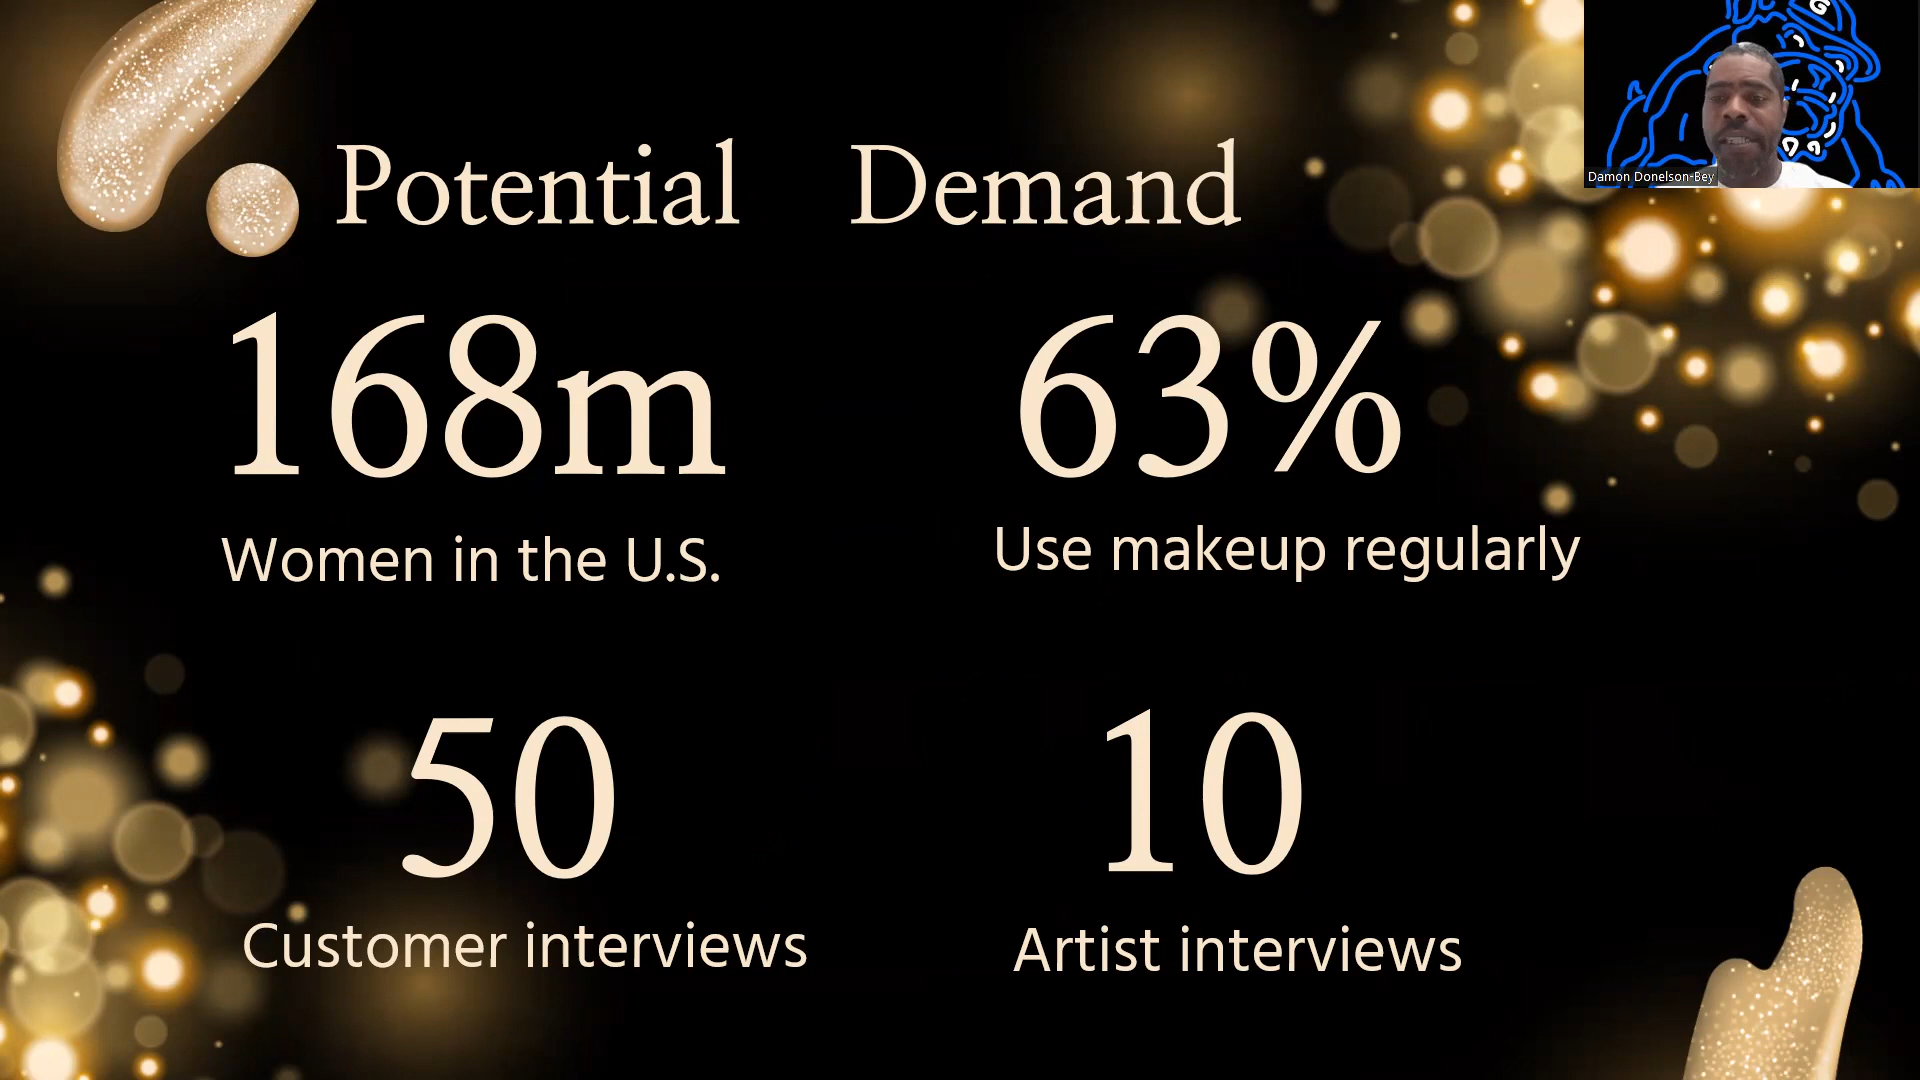 Potential Demand
168m
Women in the U.S.
63%
Use makeup regularly
50
Customer interviews
10
Artist interviews
G
Damon Donelson-Bey